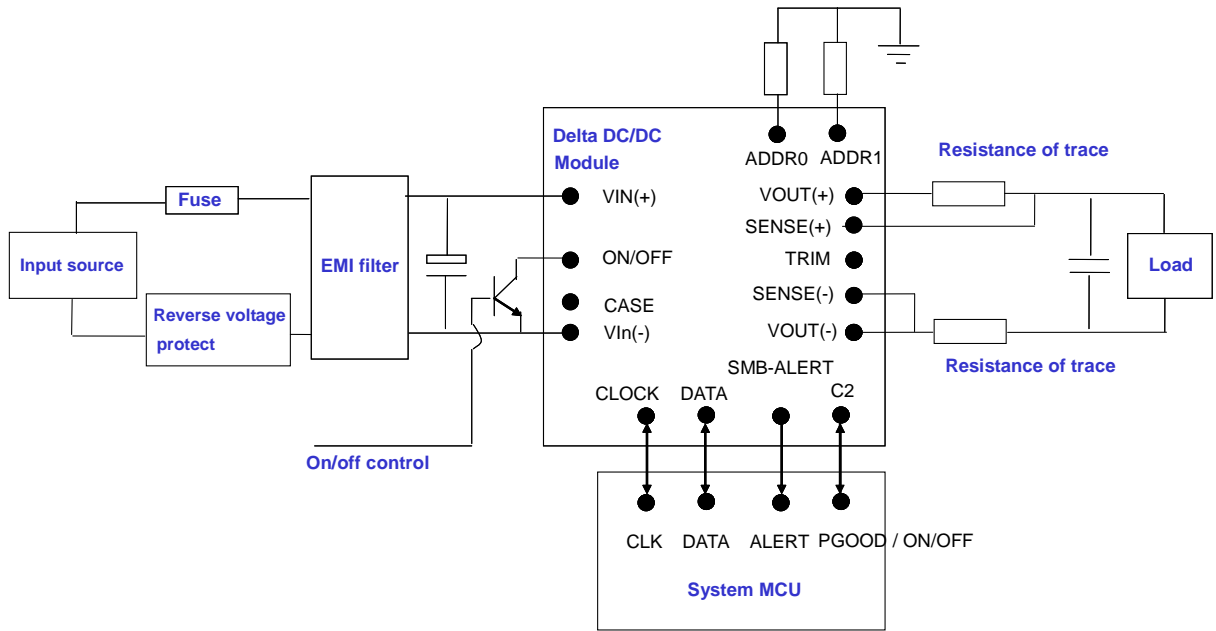 Delta DC/DC
Module
ADDR0 ADDR1
Resistance of trace
Fuse
VIN(+)
VOUT(+)
SENSE(+)
Input source
EMI filter
ON/OFF
TRIM
Load
CASE
SENSE(-)
Reverse voltage
protect
VIn(-)
VOUT(-)
Resistance of trace
SMB-ALERT
CLOCK DATA C2
On/off control
CLK DATA ALERT PGOOD / ON/OFF
System MCU